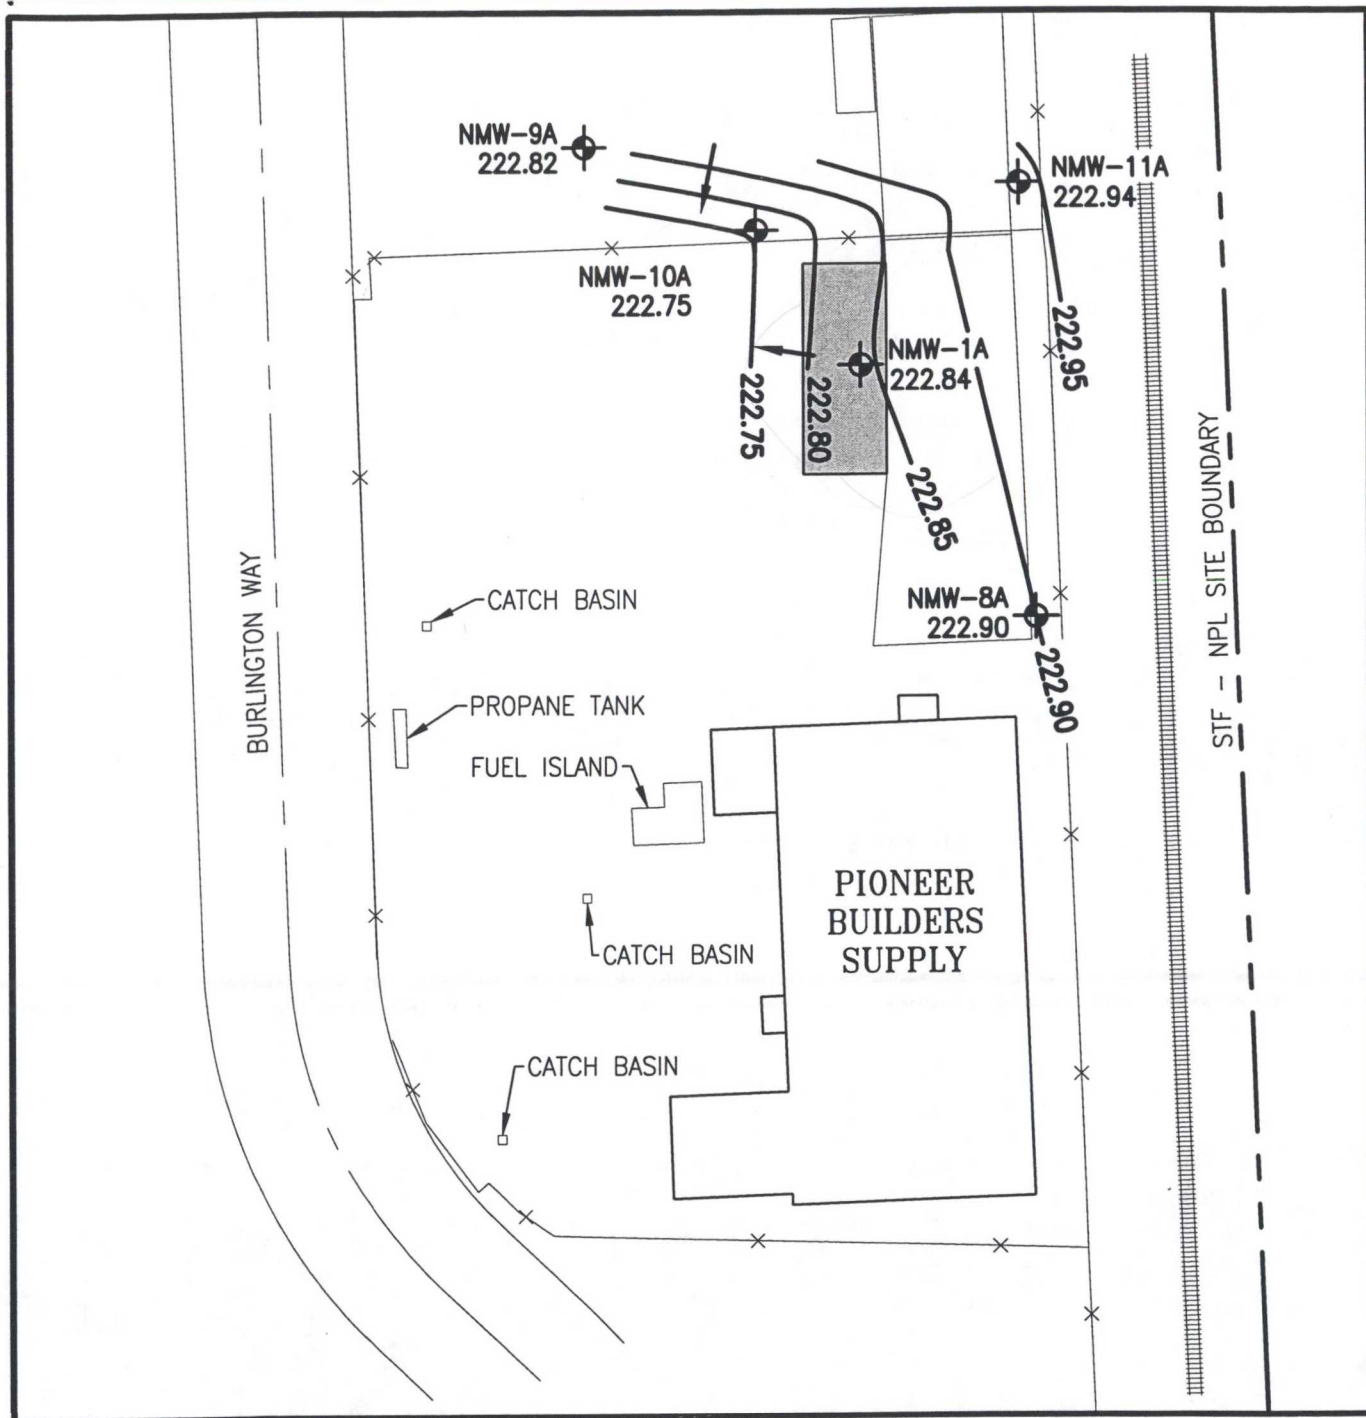 NMW-9A
222.82
NMW-11A
222.94
NMW-10A
222.75
NMW-1A
222.84
222.95
222.75
222.80
222.85
NMW-8A
222.90
222.90
STF - NPL SITE BOUNDARY
BURLINGTON WAY
CATCH BASIN
PROPANE TANK
FUEL ISLAND
PIONEER
BUILDERS
SUPPLY
CATCH BASIN
CATCH BASIN